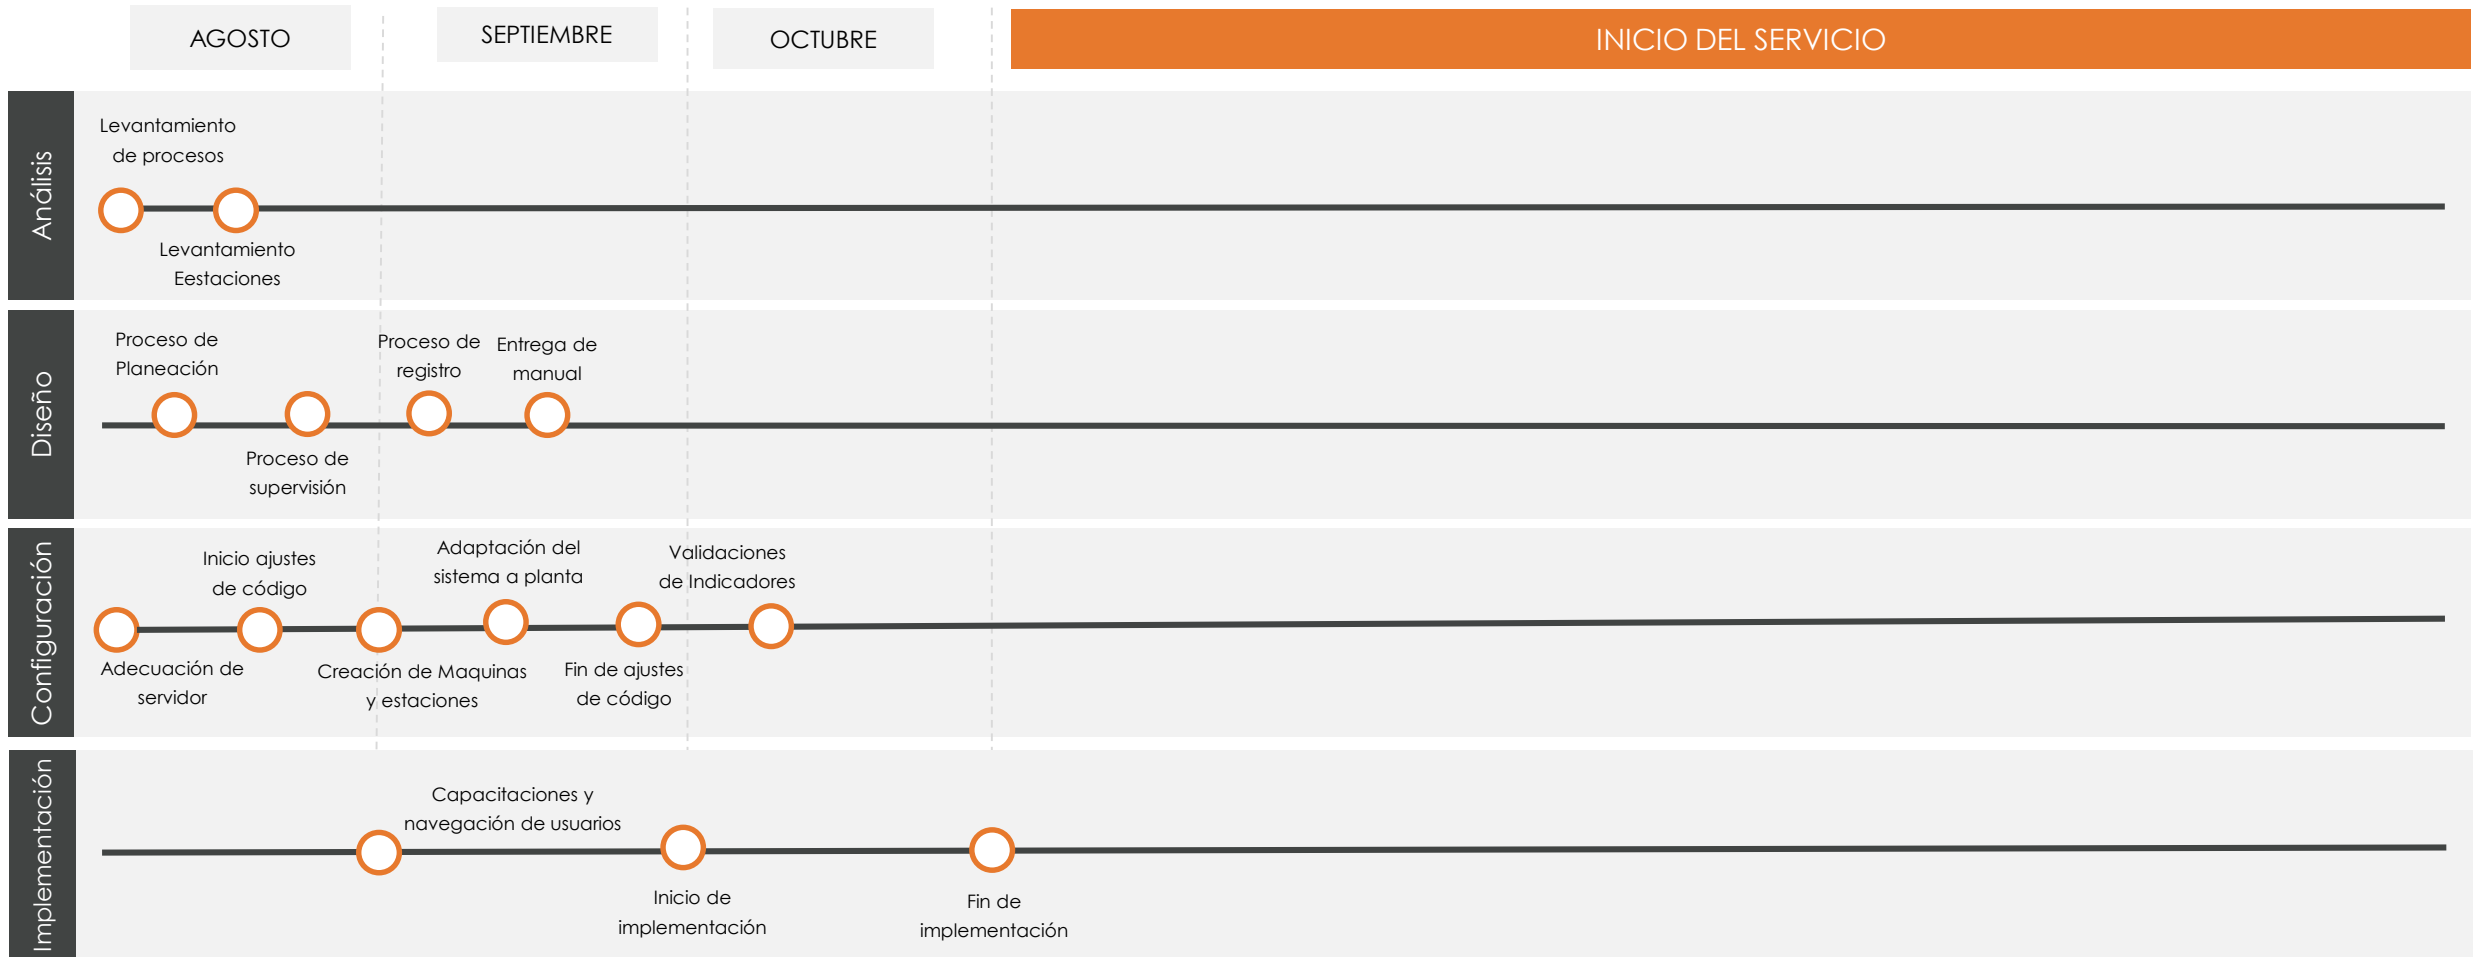 AGOSTO
SEPTIEMBRE
OCTUBRE
INICIO DEL SERVICIO
Análisis
Levantamiento
de procesos
Levantamiento
Eestaciones
Diseño
Proceso de
Planeación
Proceso de
supervisión
Proceso de
registro
Entrega de
manual
Configuración
Adecuación de
servidor
Inicio ajustes
de código
Creación de Maquinas
y estaciones
Adaptación del
sistema a planta
Fin de ajustes
de código
Validaciones
de Indicadores
Implementación
Capacitaciones y
navegación de usuarios
Inicio de
implementación
Fin de
implementación